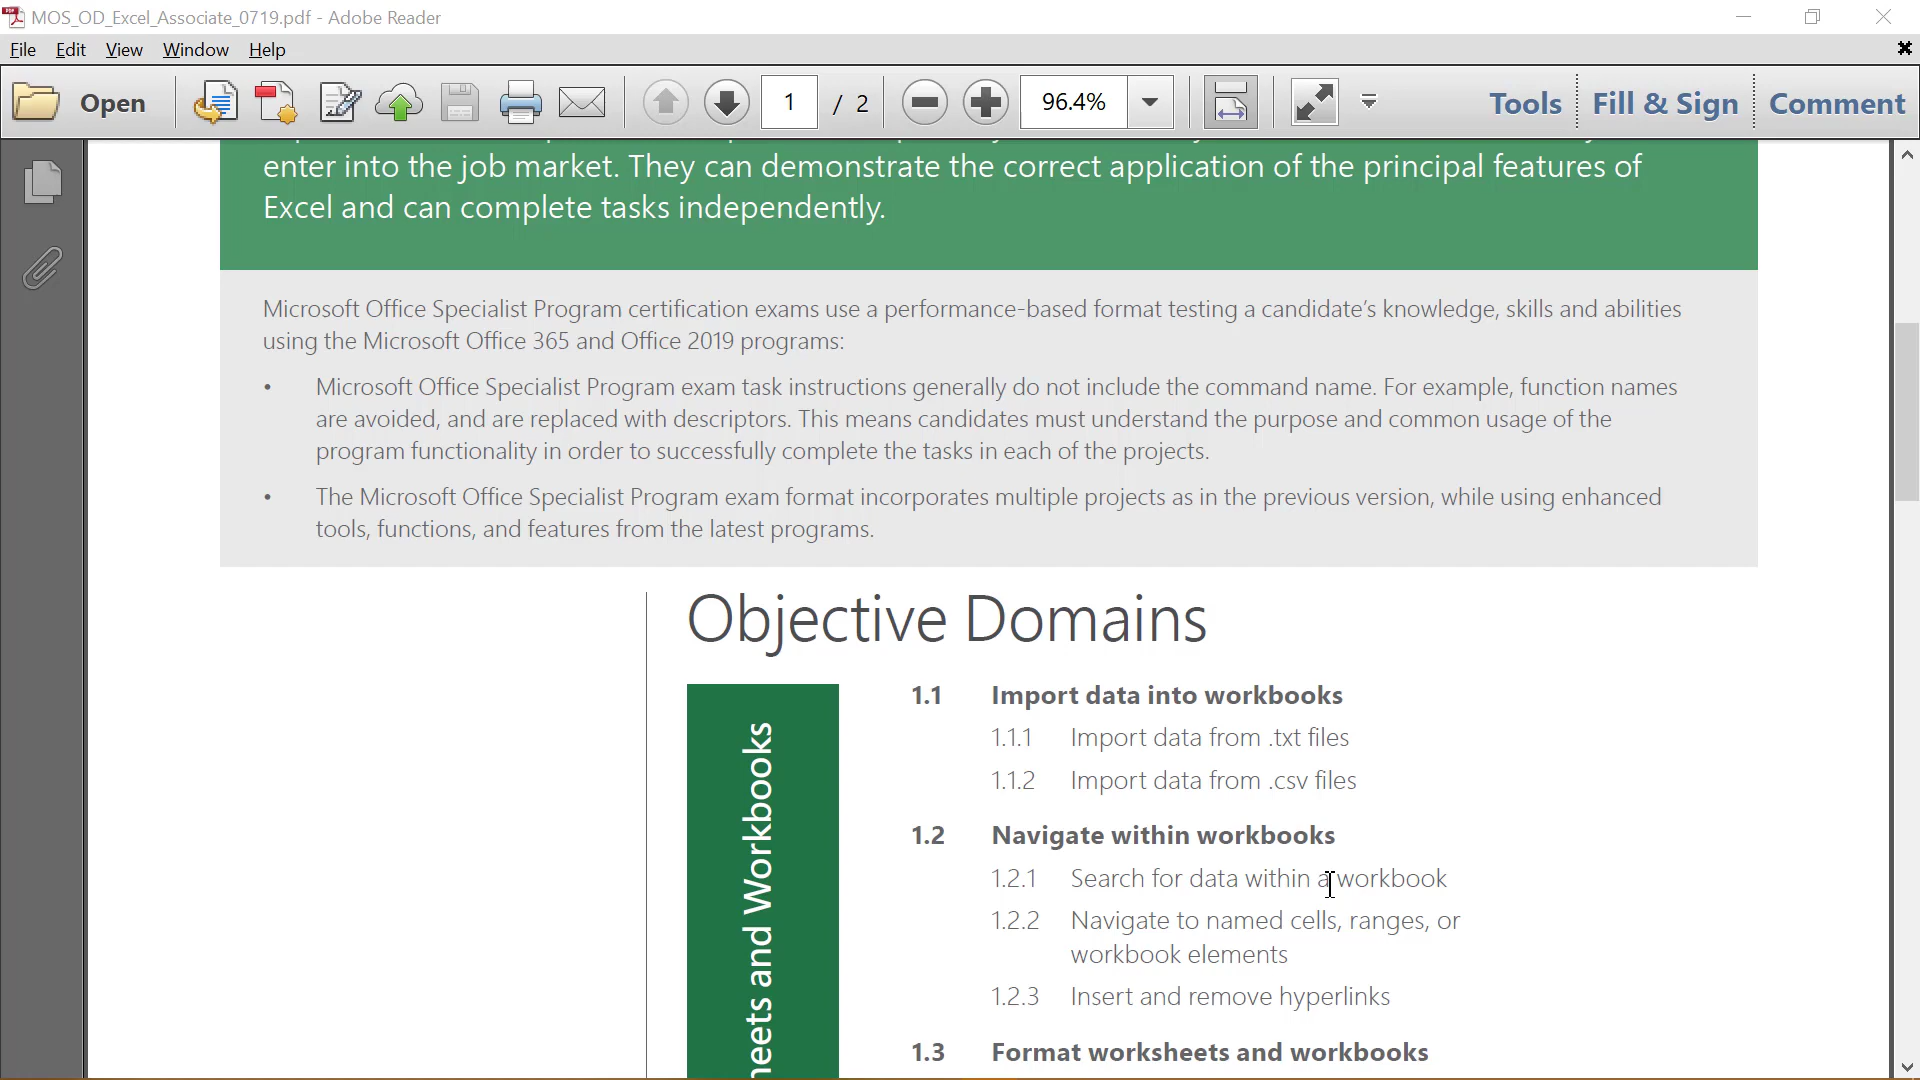 MOS_OD_Excel_Associate_0719.pdf - Adobe Reader
File Edit View Window Help
Open 1 / 2 96.4% Tools Fill & Sign Comment
enter into the job market. They can demonstrate the correct application of the principal features of
Excel and can complete tasks independently.
Microsoft Office Specialist Program certification exams use a performance-based format testing a candidate’s knowledge, skills and abilities
using the Microsoft Office 365 and Office 2019 programs:
• Microsoft Office Specialist Program exam task instructions generally do not include the command name. For example, function names
are avoided, and are replaced with descriptors. This means candidates must understand the purpose and common usage of the
program functionality in order to successfully complete the tasks in each of the projects.
• The Microsoft Office Specialist Program exam format incorporates multiple projects as in the previous version, while using enhanced
tools, functions, and features from the latest programs.
Objective Domains
1.1 Import data into workbooks
1.1.1 Import data from .txt files
1.1.2 Import data from .csv files
1.2 Navigate within workbooks
1.2.1 Search for data within a workbook
1.2.2 Navigate to named cells, ranges, or
workbook elements
1.2.3 Insert and remove hyperlinks
1.3 Format worksheets and workbooks
heets and Workbooks